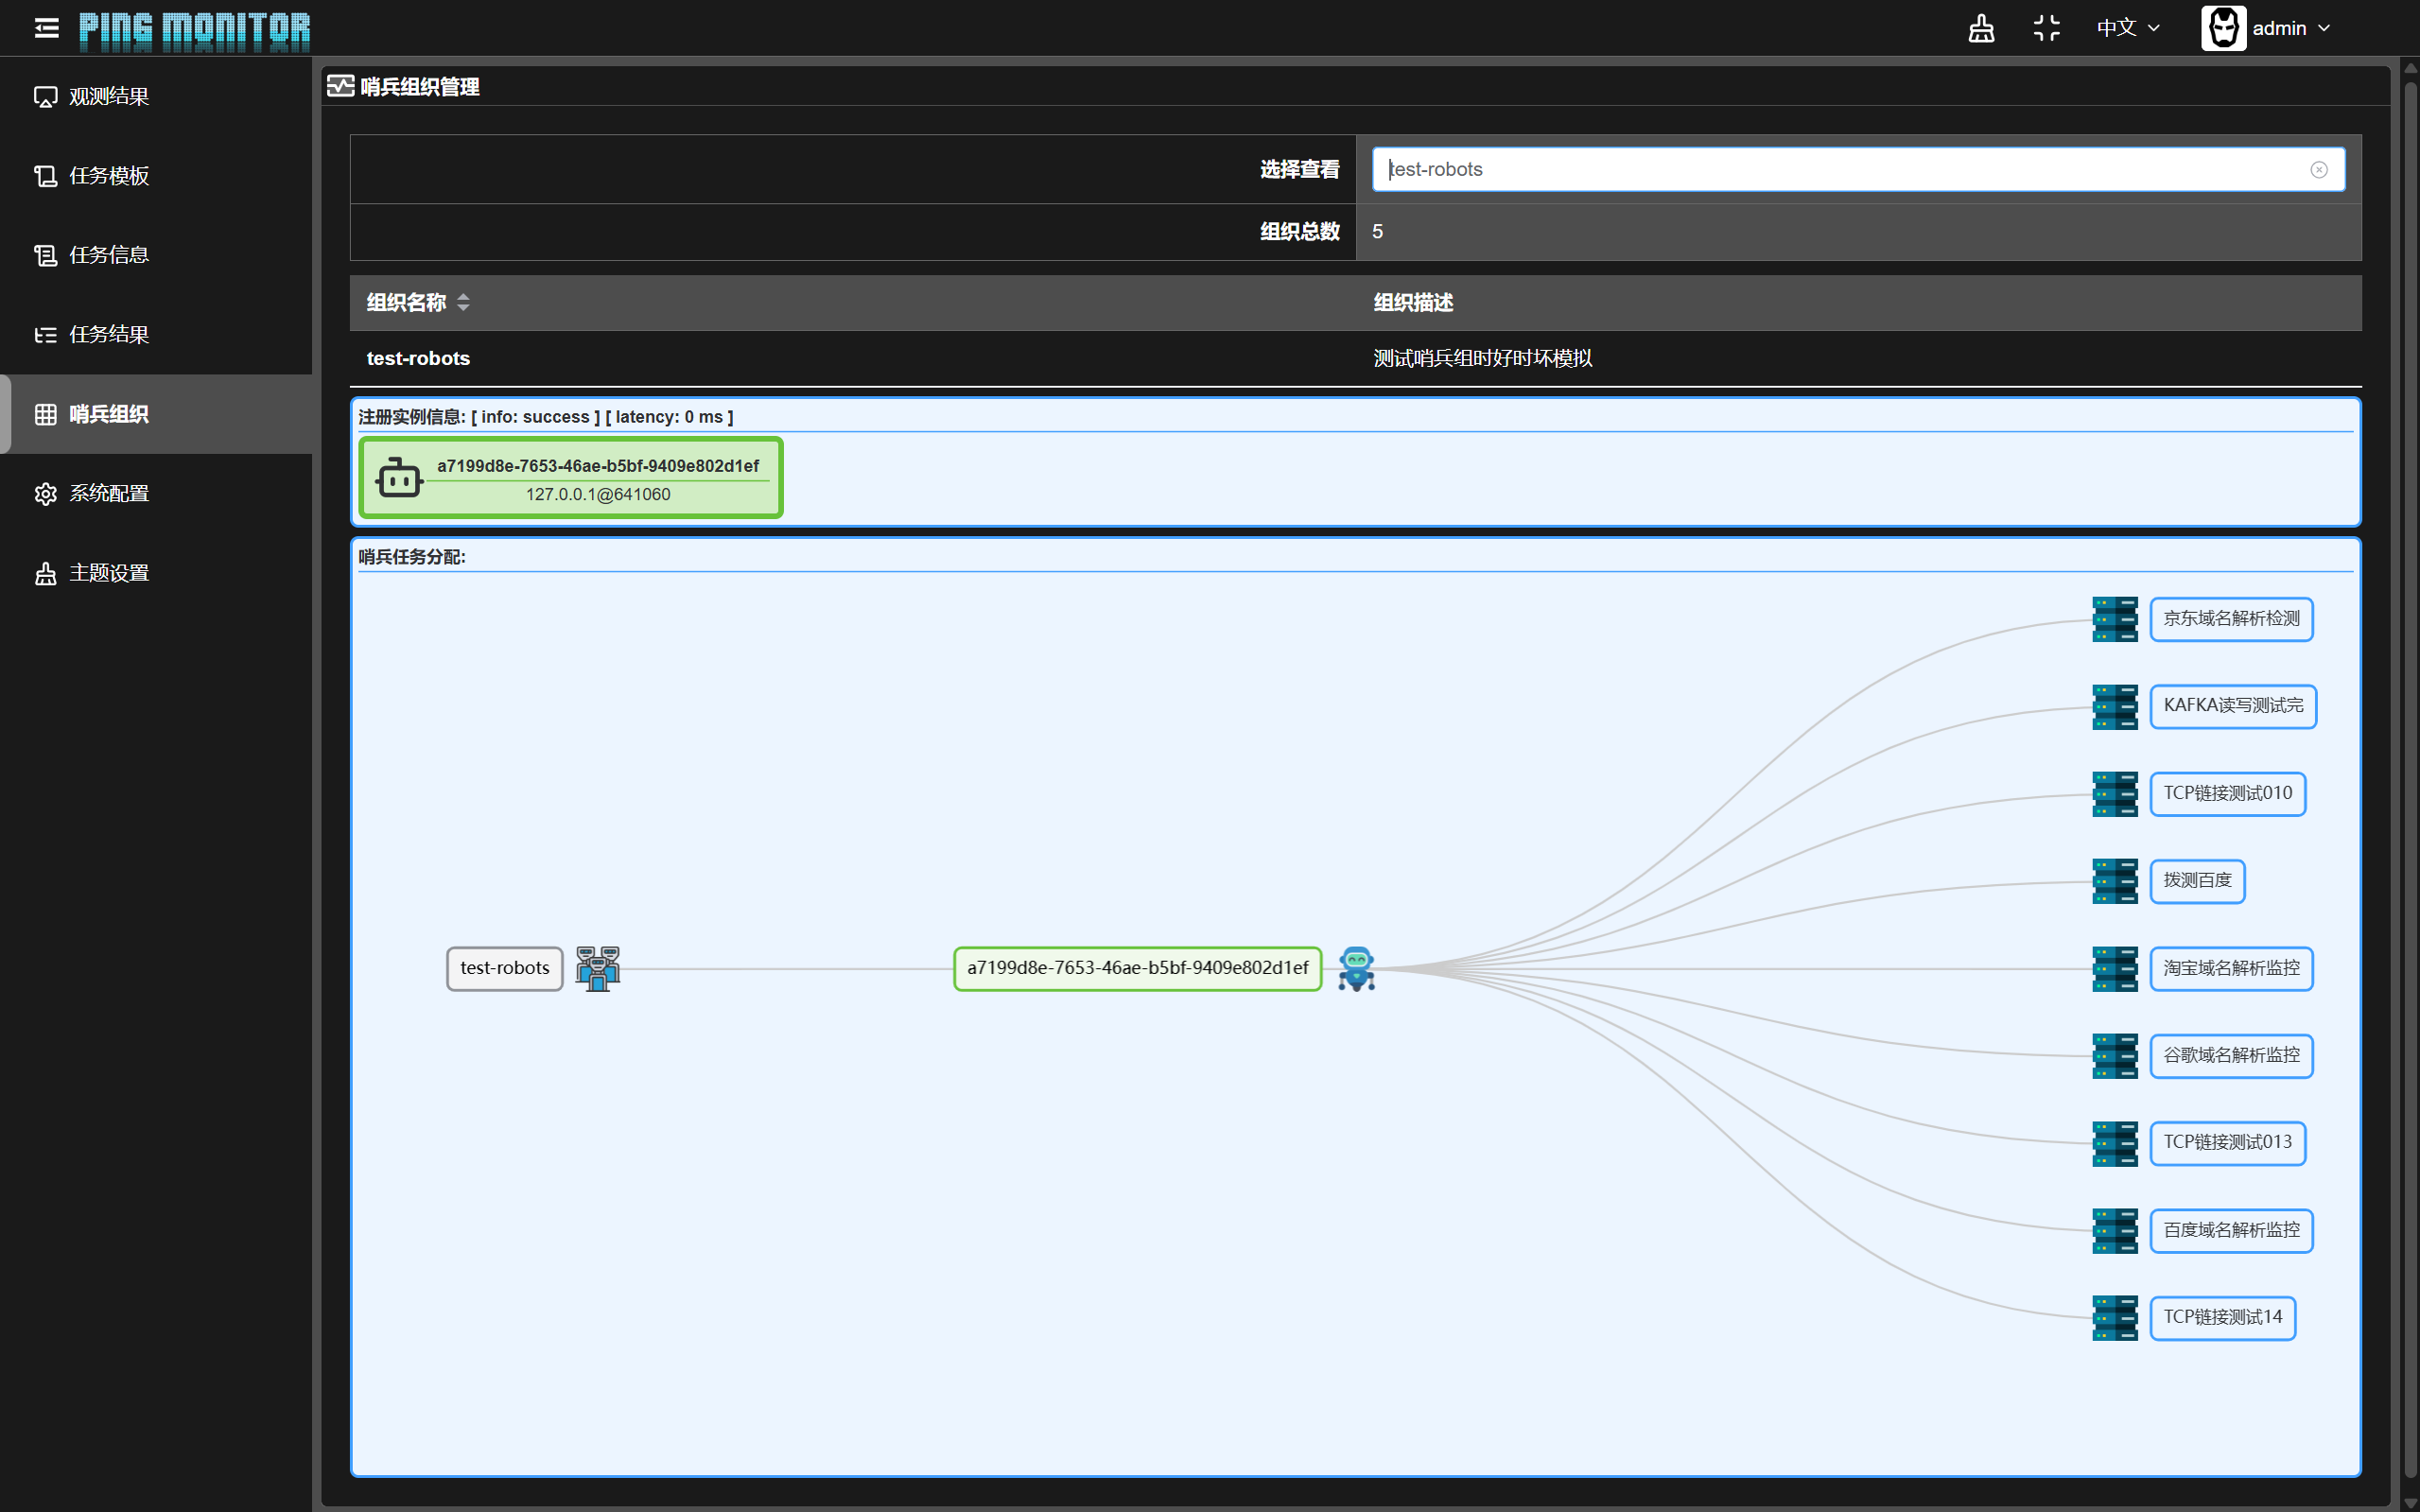 PING MONITOR
中文
admin
观测结果
任务模板
任务信息
任务结果
哨兵组织
系统配置
主题设置
哨兵组织管理
选择查看
test-robots
组织总数
5
组织名称
组织描述
test-robots
测试哨兵组时好时坏模拟
注册实例信息: [ info: success ] [ latency: 0 ms ]
a7199d8e-7653-46ae-b5bf-9409e802d1ef
127.0.0.1@641060
哨兵任务分配:
京东域名解析检测
KAFKA读写测试完
TCP链接测试010
拨测百度
test-robots
a7199d8e-7653-46ae-b5bf-9409e802d1ef
淘宝域名解析监控
谷歌域名解析监控
TCP链接测试013
百度域名解析监控
TCP链接测试14